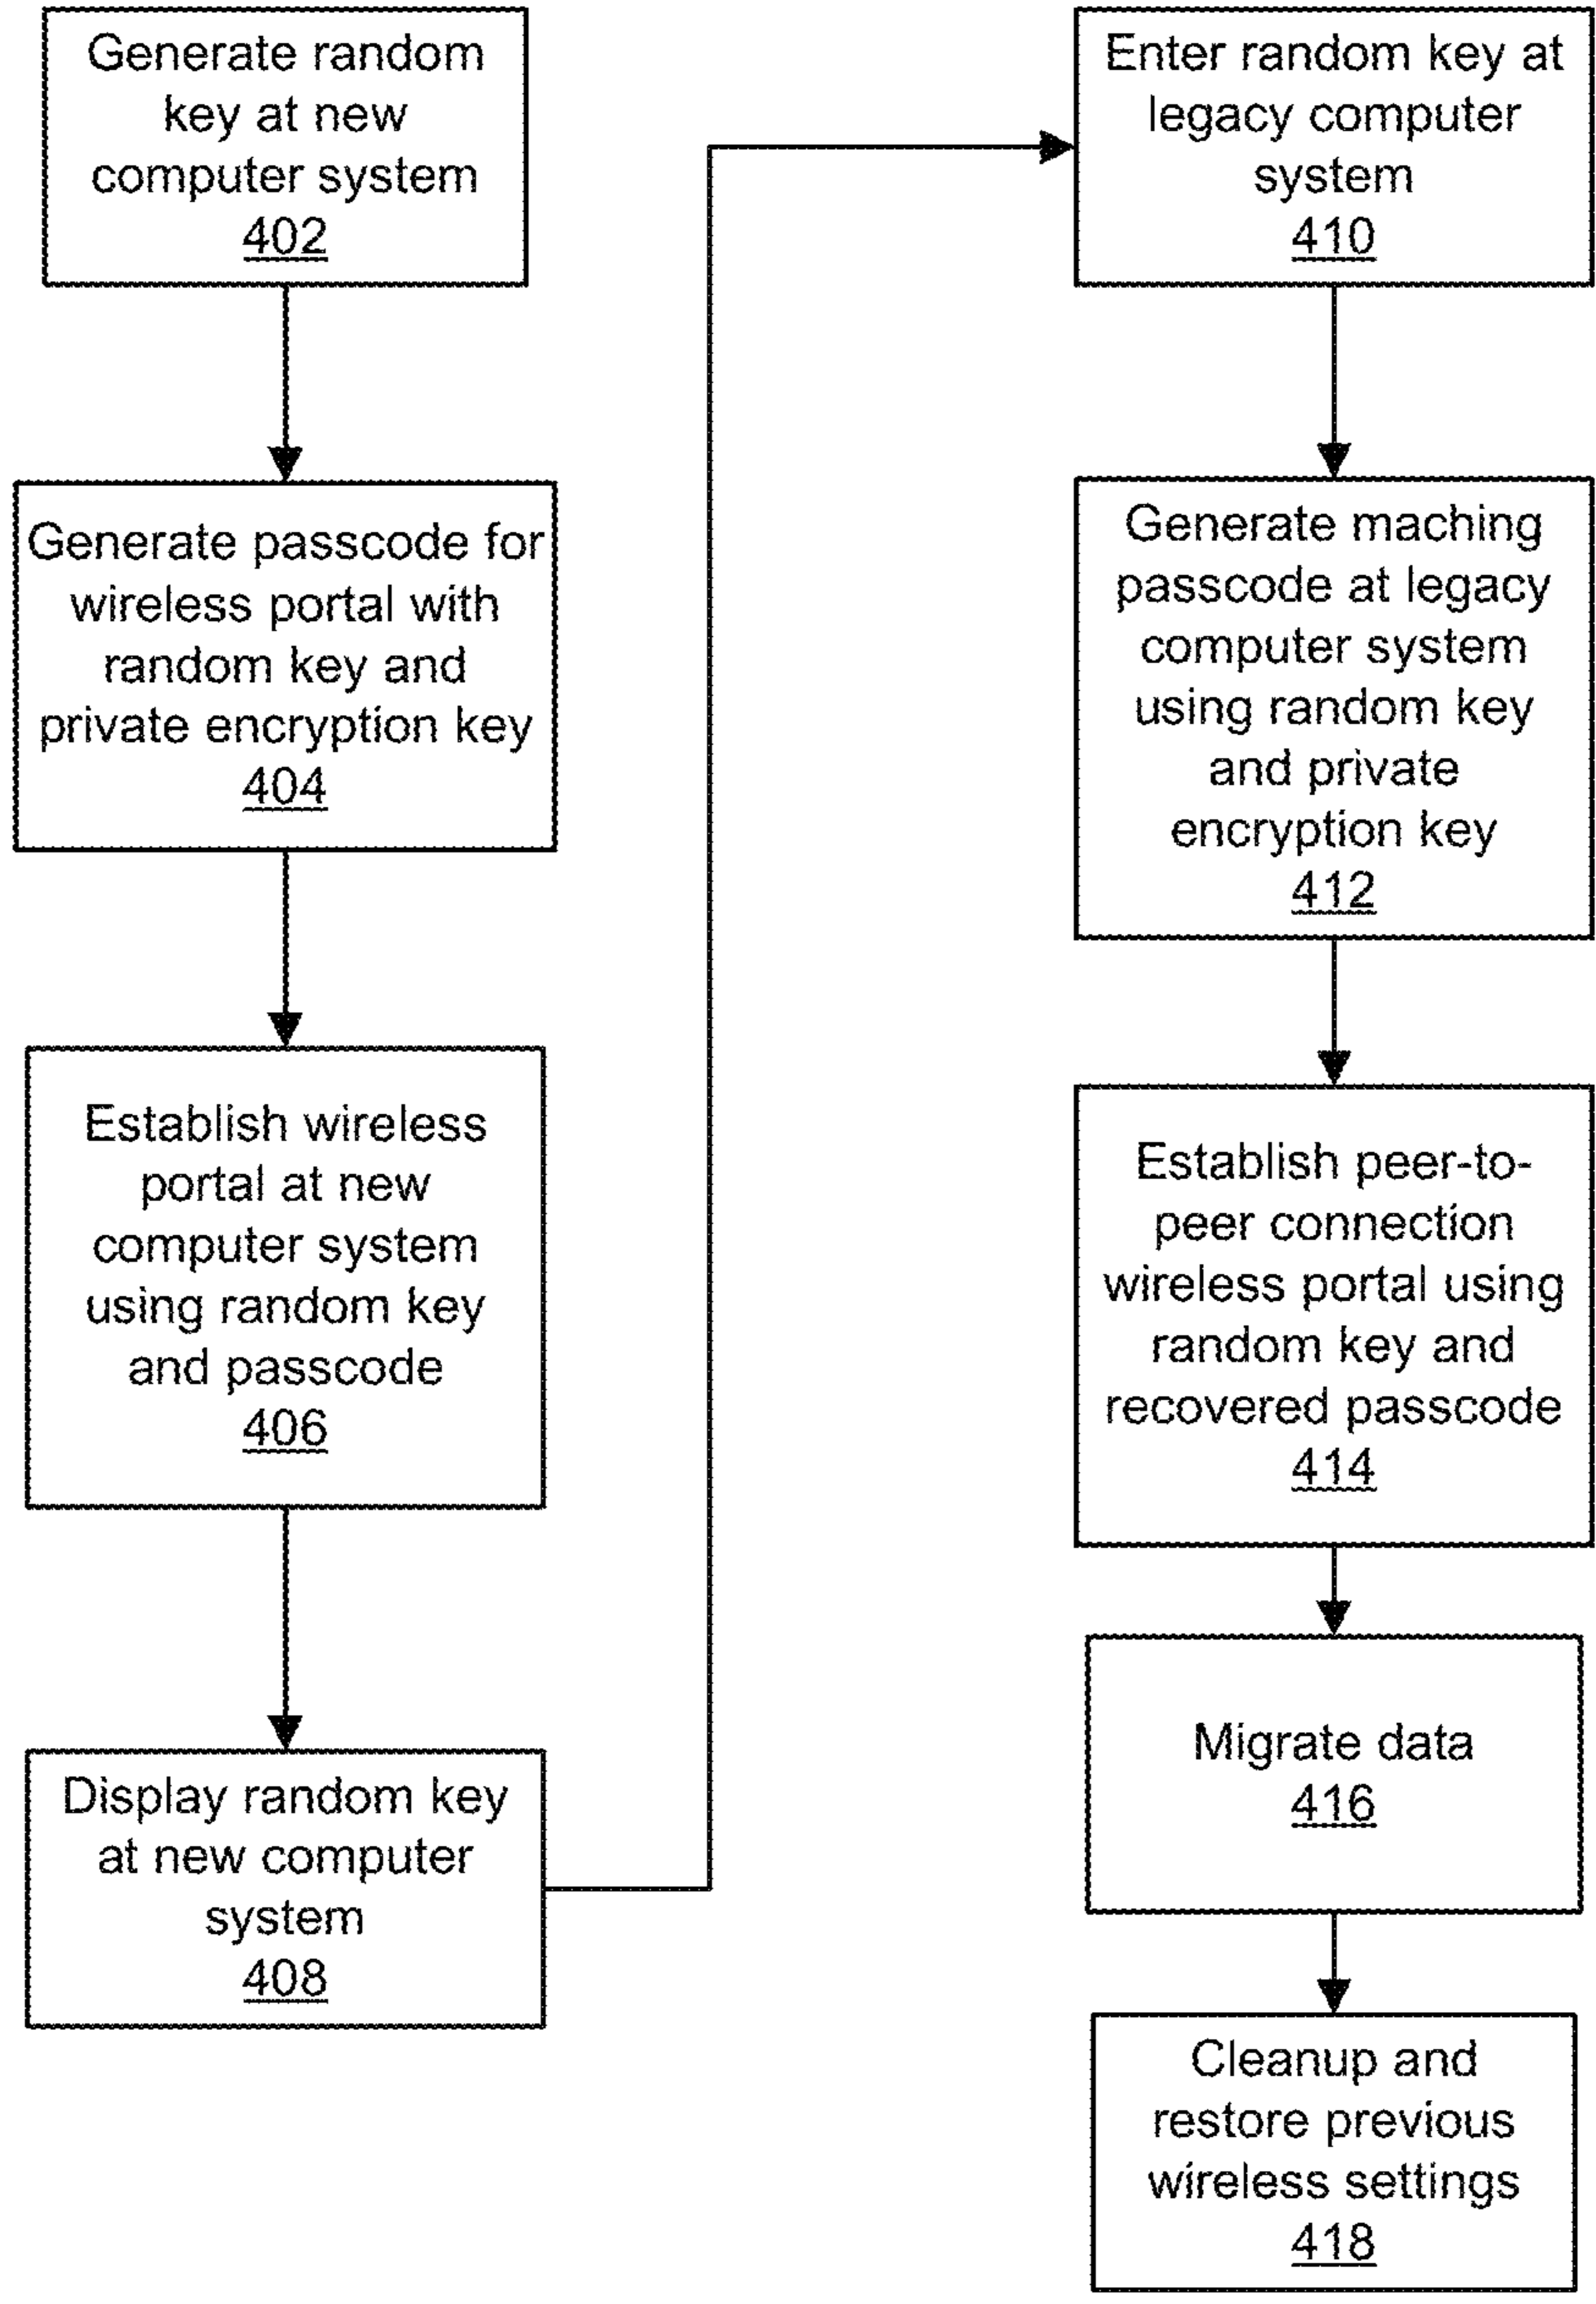 Generate random
key at new
computer system
402
Generate passcode for
wireless portal with
random key and
private encryption key
404
Establish wireless
portal at new
computer system
using random key
and passcode
406
Display random key
at new computer
system
408
Enter random key at
legacy computer
system
410
Generate maching
passcode at legacy
computer system
using random key
and private
encryption key
412
Establish peer-to-
peer connection
wireless portal using
random key and
recovered passcode
414
Migrate data
416
Cleanup and
restore previous
wireless settings
418